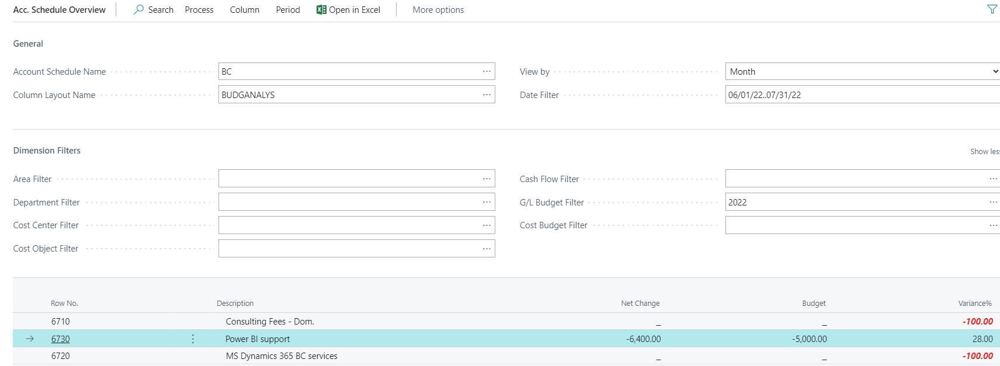 Acc. Schedule Overview Search Process Column Period Open in Excel More options
General
Account Schedule Name BC ... View by Month
Column Layout Name BUDGANALYS ... Date Filter 06/01/22..07/31/22
Dimension Filters Show less
Area Filter ... Cash Flow Filter ...
Department Filter ... G/L Budget Filter 2022 ...
Cost Center Filter ... Cost Budget Filter ...
Cost Object Filter ...
Row No. Description Net Change Budget Variance%
6710 Consulting Fees - Dom. _ _ -100.00
6730 Power BI support -6,400.00 -5,000.00 28.00
6720 MS Dynamics 365 BC services _ _ -100.00